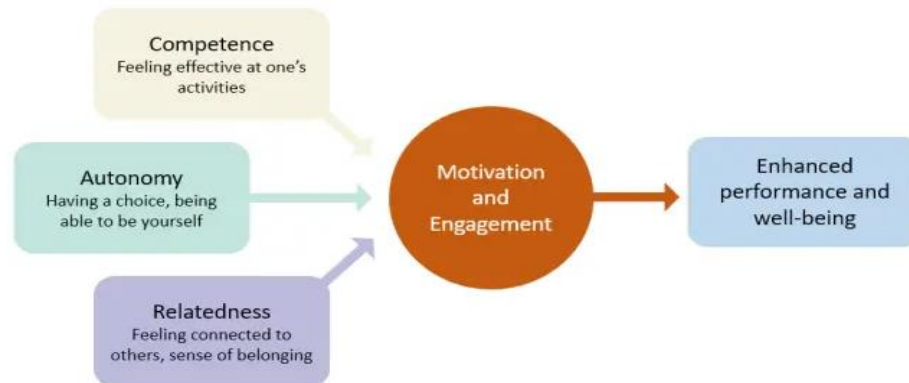 Competence
Feeling effective at one's
activities
Autonomy
Having a choice, being
able to be yourself
Relatedness
Feeling connected to
others, sense of belonging
Motivation
and
Engagement
Enhanced
performance and
well-being